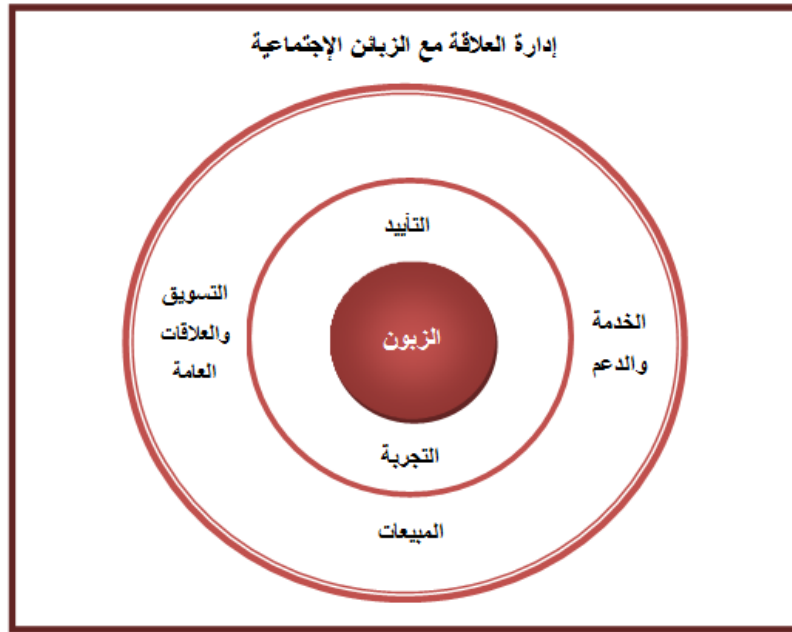 إدارة العلاقة مع الزبائن الإجتماعية
التأييد
التسويق
والعلاقات
العامة
الزبون
الخدمة
والدعم
التجربة
المبيعات